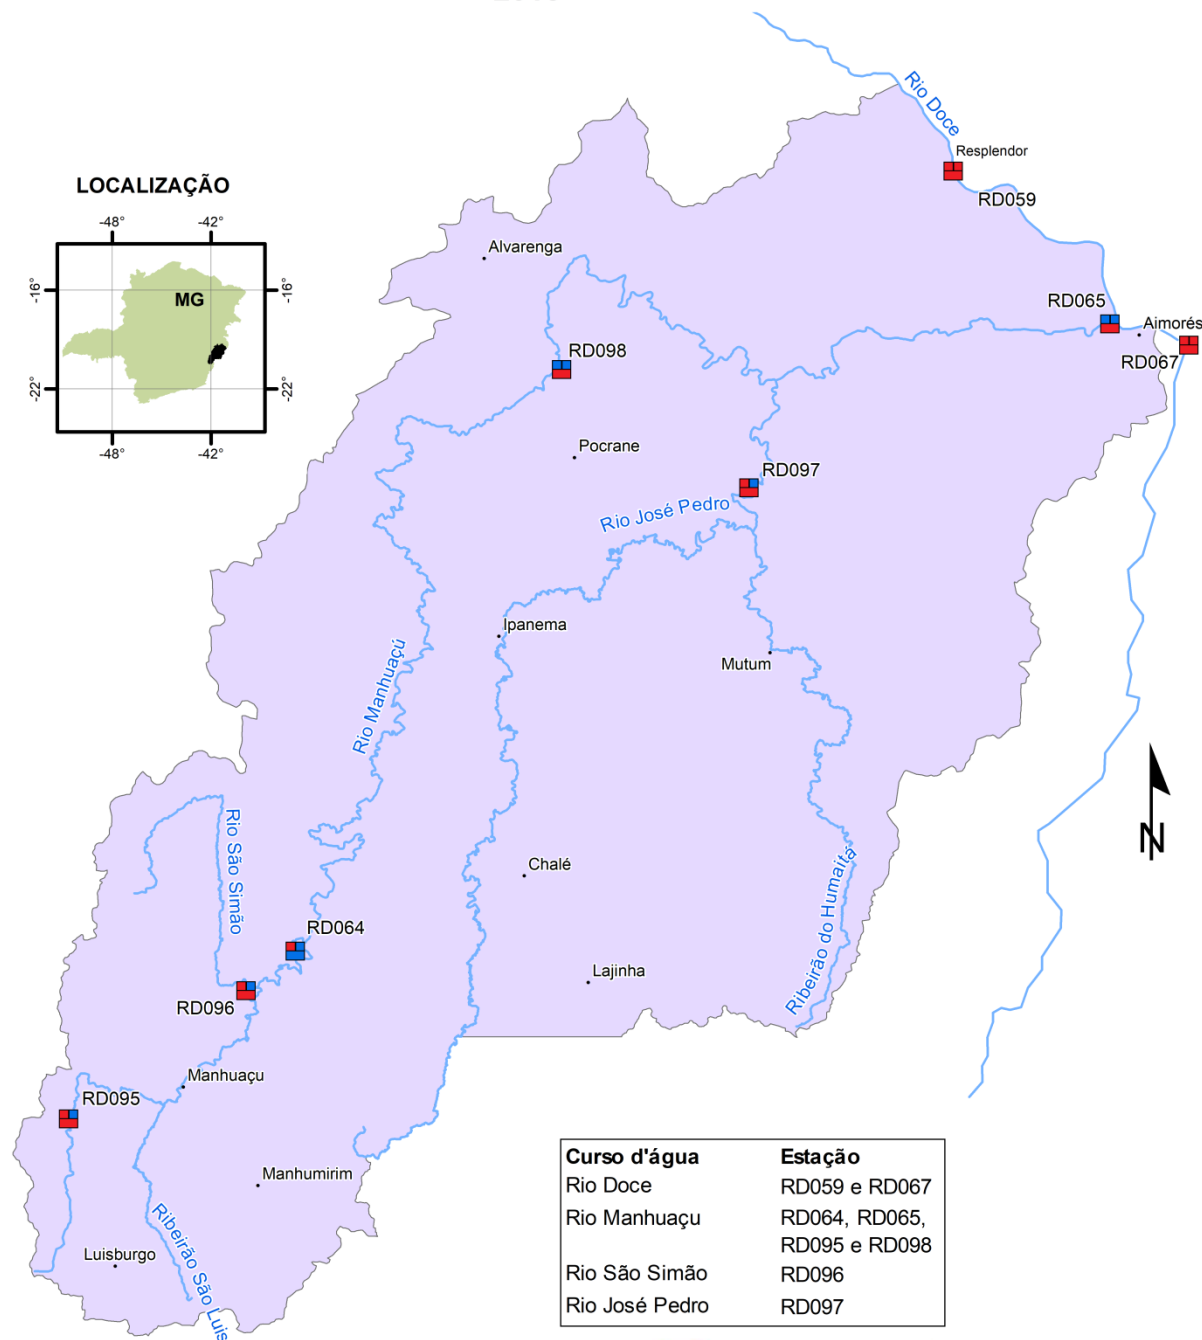 Rio Doce
Resplendor
RD059
LOCALIZAÇÃO
-48° -42°
-16° MG -16°
-22° -22°
-48° -42°
Alvarenga
RD065
Aimorés
RD067
RD098
Pocrane
RD097
Rio José Pedro
Ipanema
Mutum
Rio Manhuaçú
Rio São Simão
Chalé
Ribeirão do Humaitá
RD064
Lajinha
RD096
N
Manhuaçu
RD095
Manhumirim
Luisburgo
Ribeirão São Luis
Curso d'água Estação
Rio Doce RD059 e RD067
Rio Manhuaçu RD064, RD065,
RD095 e RD098
Rio São Simão RD096
Rio José Pedro RD097